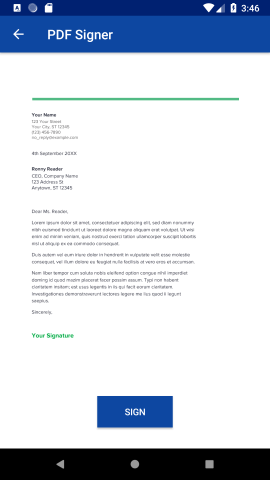 3:46
PDF Signer
Your Name
123 Your Street
Your City, ST 12345
(123) 456-7890
no_reply@example.com
4th September 20XX
Ronny Reader
CEO, Company Name
123 Address St
Anytown, ST 12345
Dear Ms. Reader,
Lorem ipsum dolor sit amet, consectetuer adipiscing elit, sed diam nonummy
nibh euismod tincidunt ut laoreet dolore magna aliquam erat volutpat. Ut wisi
enim ad minim veniam, quis nostrud exerci tation ullamcorper suscipit lobortis
nisl ut aliquip ex ea commodo consequat.
Duis autem vel eum iriure dolor in hendrerit in vulputate velit esse molestie
consequat, vel illum dolore eu feugiat nulla facilisis at vero eros et accumsan.
Nam liber tempor cum soluta nobis eleifend option congue nihil imperdiet
doming id quod mazim placerat facer possim assum. Typi non habent
claritatem insitam; est usus legentis in iis qui facit eorum claritatem.
Investigationes demonstraverunt lectores legere me lius quod ii legunt
saepius.
Sincerely,
Your Signature
SIGN